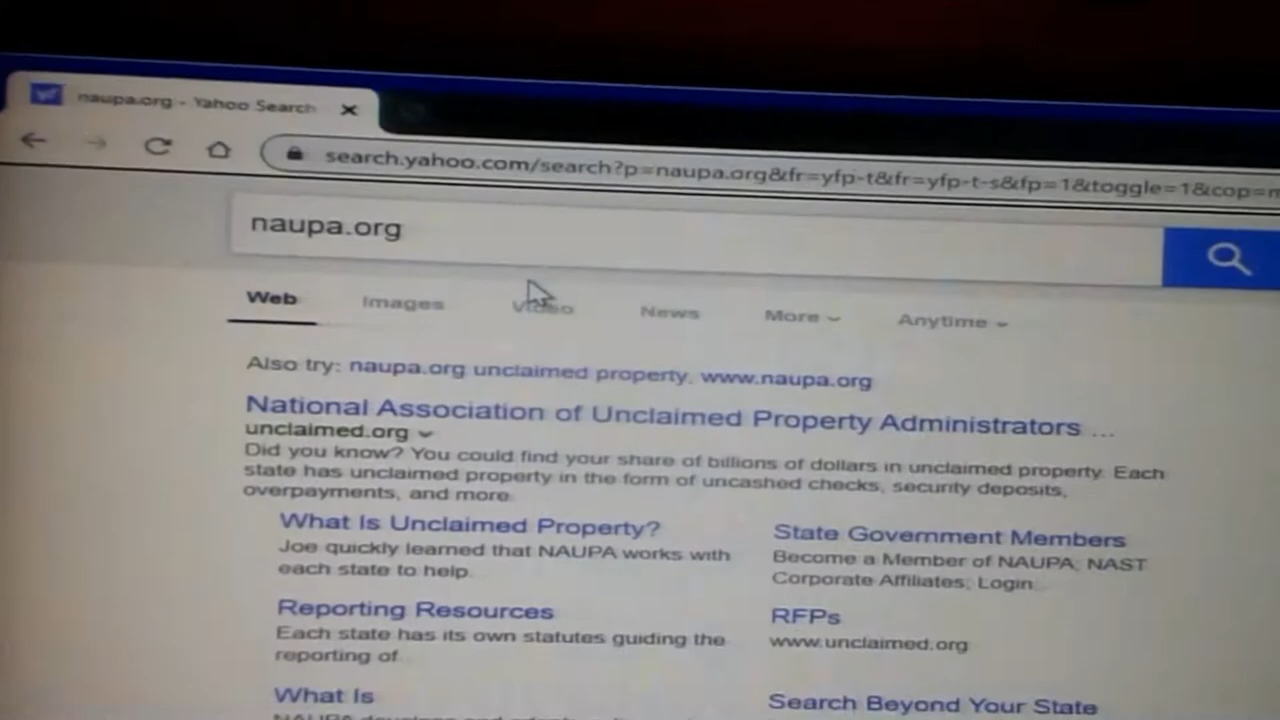 naupa.org - Yahoo Search
search.yahoo.com/search?p=naupa.org&fr=yfp-t&fr=yfp-t-s&fp=1&toggle=1&cop=m
naupa.org
Web Images Video News More Anytime
Also try: naupa.org unclaimed property, www.naupa.org
National Association of Unclaimed Property Administrators ...
unclaimed.org
Did you know? You could find your share of billions of dollars in unclaimed property. Each
state has unclaimed property in the form of uncashed checks, security deposits,
overpayments, and more.
What Is Unclaimed Property?
Joe quickly learned that NAUPA works with
each state to help.
State Government Members
Become a Member of NAUPA; NAST
Corporate Affiliates; Login.
Reporting Resources
Each state has its own statutes guiding the
reporting of
RFPs
www.unclaimed.org
What Is
Search Beyond Your State